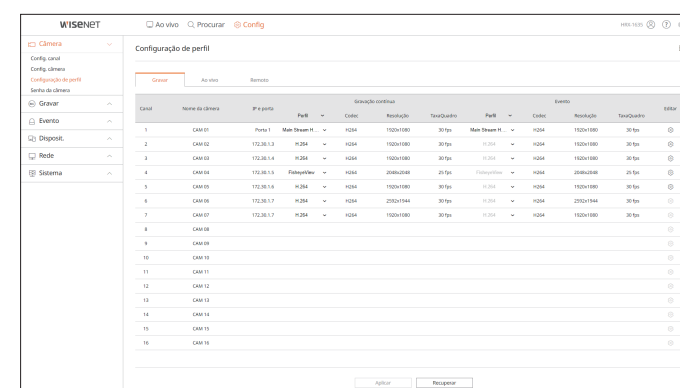 WISENET
Ao vivo Procurar Config
HRX-1635
Câmera
Config. canal
Config. câmera
Configuração de perfil
Senha da câmera
Gravar
Evento
Disposit.
Rede
Sistema
Configuração de perfil
Gravar Ao vivo Remoto
Canal Nome da câmera IP e porta Gravação contínua Evento Editar
Perfil Codec Resolução TaxaQuadro Perfil Codec Resolução TaxaQuadro
1 CAM 01 Porta 1 Main Stream H... H264 1920x1080 30 fps Main Stream H... H264 1920x1080 30 fps
2 CAM 02 172.30.1.3 H.264 H264 1920x1080 30 fps H.264 H264 1920x1080 30 fps
3 CAM 03 172.30.1.4 H.264 H264 1920x1080 30 fps H.264 H264 1920x1080 30 fps
4 CAM 04 172.30.1.5 FisheyeView H264 2048x2048 25 fps FisheyeView H264 2048x2048 25 fps
5 CAM 05 172.30.1.6 H.264 H264 1920x1080 30 fps H.264 H264 1920x1080 30 fps
6 CAM 06 172.30.1.7 H.264 H264 2592x1944 30 fps H.264 H264 2592x1944 30 fps
7 CAM 07 172.30.1.7 H.264 H264 1920x1080 30 fps H.264 H264 1920x1080 30 fps
8 CAM 08
9 CAM 09
10 CAM 10
11 CAM 11
12 CAM 12
13 CAM 13
14 CAM 14
15 CAM 15
16 CAM 16
Aplicar Recuperar